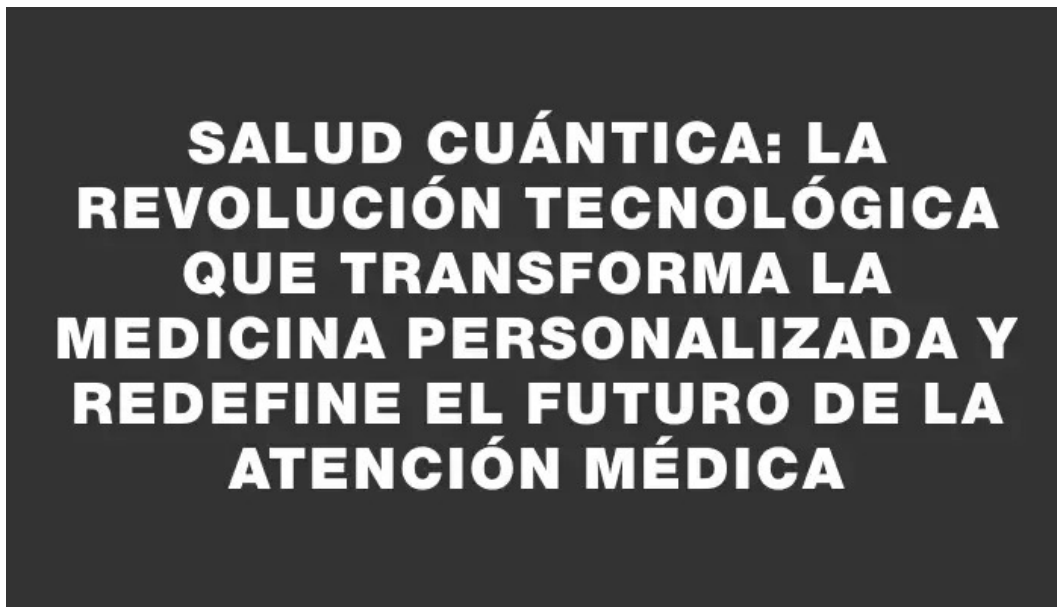 SALUD CUÁNTICA: LA
REVOLUCIÓN TECNOLÓGICA
QUE TRANSFORMA LA
MEDICINA PERSONALIZADA Y
REDEFINE EL FUTURO DE LA
ATENCIÓN MÉDICA